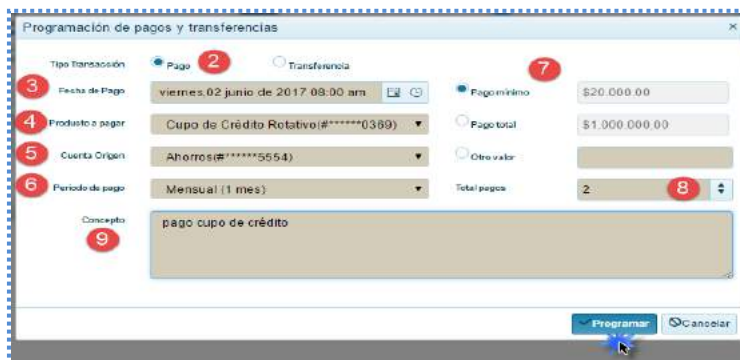 Programación de pagos y transferencias ×
Tipo Transacción Pago 2 Transferencia
7
3 Fecha de Pago viernes,02 junio de 2017 08:00 am Pago mínimo $20.000,00
4 Producto a pagar Cupo de Crédito Rotativo(#******0369) Pago total $1.000.000,00
5 Cuenta Origen Ahorros(#******5554) Otro valor
6 Periodo de pago Mensual (1 mes) Total pagos 2 8
Concepto pago cupo de crédito
9
Programar Cancelar